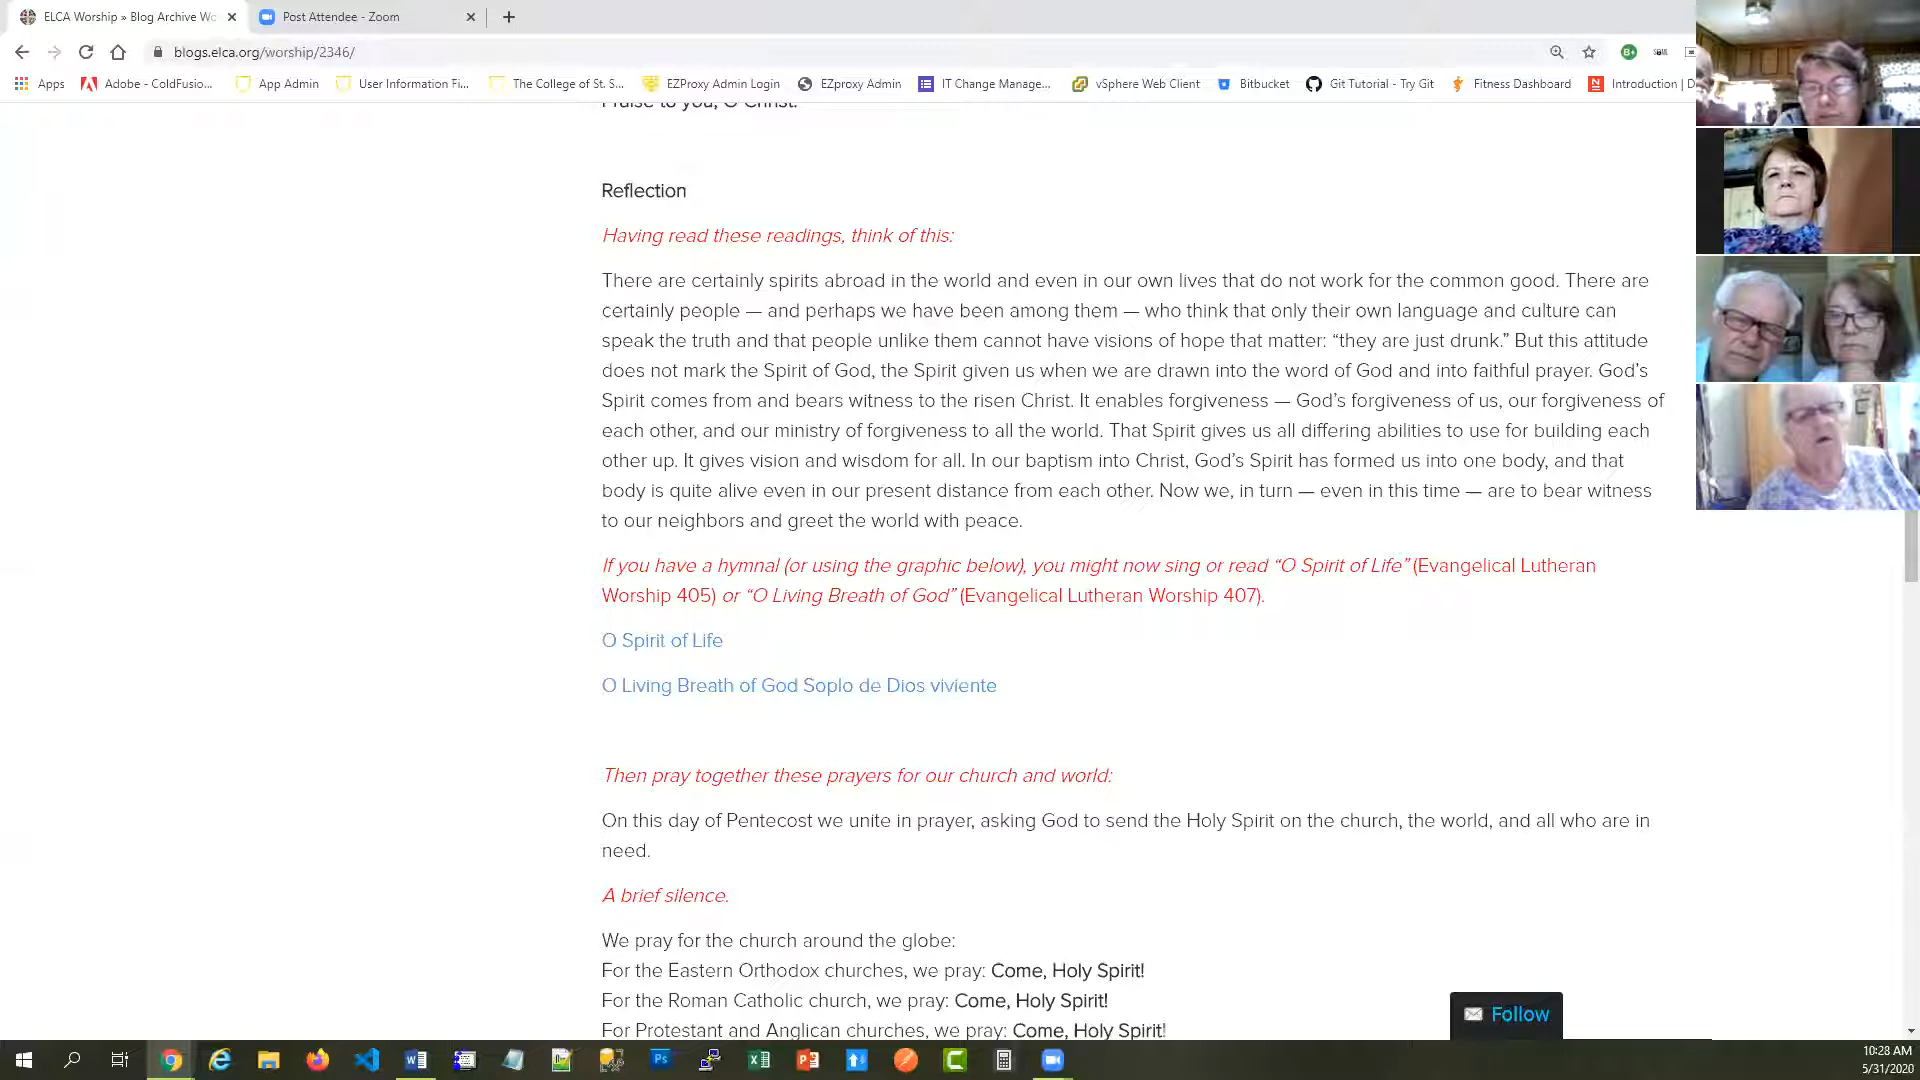 ELCA Worship » Blog Archive Wo
Post Attendee - Zoom
blogs.elca.org/worship/2346/
Apps
Adobe - ColdFusio...
App Admin
User Information Fi...
The College of St. S...
EZProxy Admin Login
EZproxy Admin
IT Change Manage...
vSphere Web Client
Bitbucket
Git Tutorial - Try Git
Fitness Dashboard
Introduction |
Praise to you, O Christ.
Reflection
Having read these readings, think of this:
There are certainly spirits abroad in the world and even in our own lives that do not work for the common good. There are
certainly people — and perhaps we have been among them — who think that only their own language and culture can
speak the truth and that people unlike them cannot have visions of hope that matter: “they are just drunk.” But this attitude
does not mark the Spirit of God, the Spirit given us when we are drawn into the word of God and into faithful prayer. God’s
Spirit comes from and bears witness to the risen Christ. It enables forgiveness — God’s forgiveness of us, our forgiveness of
each other, and our ministry of forgiveness to all the world. That Spirit gives us all differing abilities to use for building each
other up. It gives vision and wisdom for all. In our baptism into Christ, God’s Spirit has formed us into one body, and that
body is quite alive even in our present distance from each other. Now we, in turn — even in this time — are to bear witness
to our neighbors and greet the world with peace.
If you have a hymnal (or using the graphic below), you might now sing or read “O Spirit of Life” (Evangelical Lutheran
Worship 405) or “O Living Breath of God” (Evangelical Lutheran Worship 407).
O Spirit of Life
O Living Breath of God Soplo de Dios viviente
Then pray together these prayers for our church and world:
On this day of Pentecost we unite in prayer, asking God to send the Holy Spirit on the church, the world, and all who are in
need.
A brief silence.
We pray for the church around the globe:
For the Eastern Orthodox churches, we pray: Come, Holy Spirit!
For the Roman Catholic church, we pray: Come, Holy Spirit!
For Protestant and Anglican churches, we pray: Come, Holy Spirit!
Follow
10:28 AM
5/31/2020